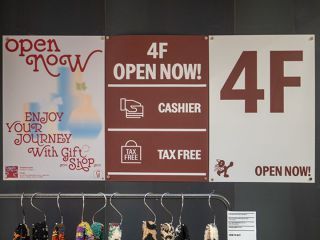 open
now
ENJOY
YOUR
JOURNEY
With Gift
Shop
4F
OPEN NOW!
CASHIER
TAX
FREE
TAX FREE
4F
OPEN NOW!